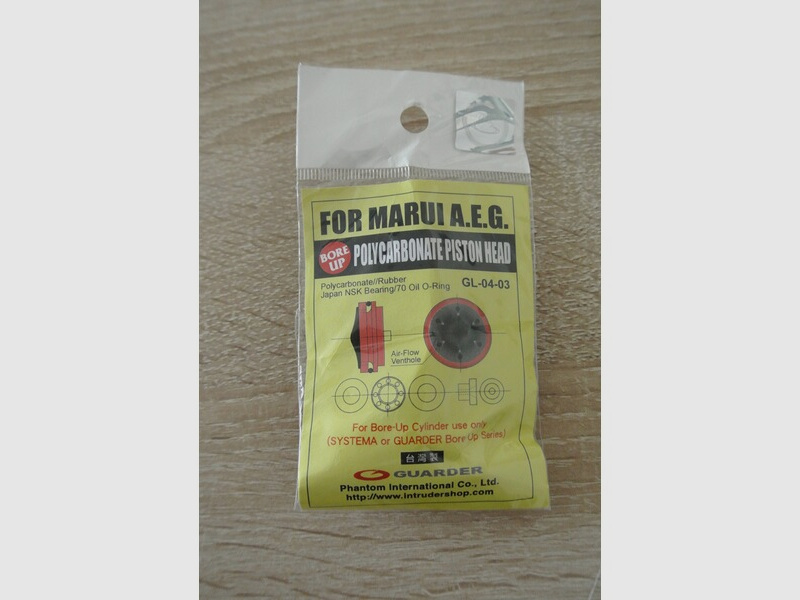 FOR MARUI A.E.G.
BORE UP
POLYCARBONATE PISTON HEAD
Polycarbonate//Rubber
Japan NSK Bearing/70 Oil O-Ring
GL-04-03
Air-Flow
Venthole
For Bore-Up Cylinder use only
(SYSTEMA or GUARDER Bore-Up Series)
台灣製
GUARDER
Phantom International Co., Ltd.
http://www.intrudershop.com